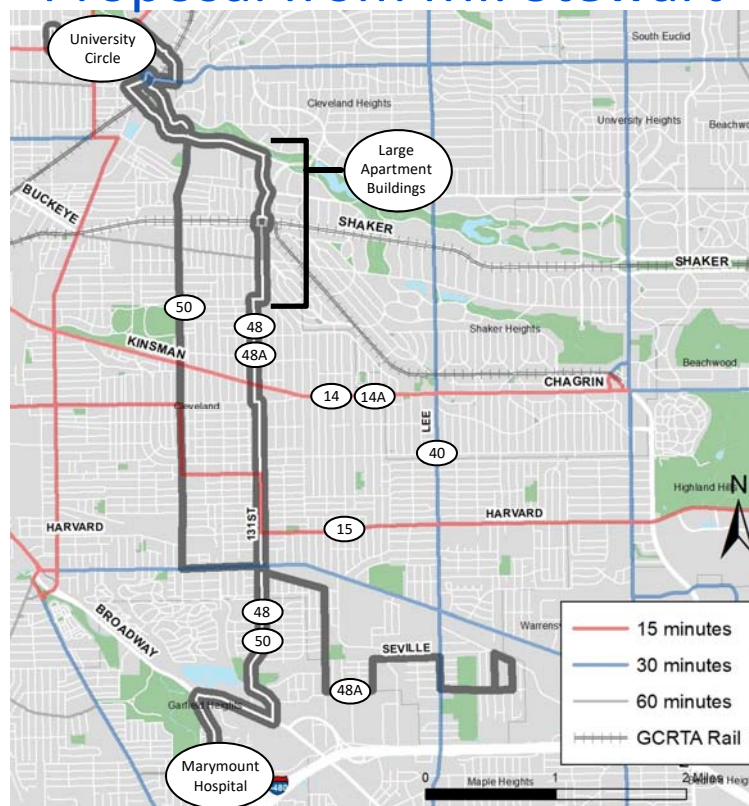 Proposal from Mr. Stewart
University
Circle
South Euclid
Cleveland Heights
University Heights
Large
Apartment
Buildings
BUCKEYE
SHAKER
SHAKER
50
48
Shaker Heights
KINSMAN
48A
Beachwood
CHAGRIN
14
14A
Cleveland
LEE
40
Highland Hills
N
HARVARD
131ST
15
HARVARD
BROADWAY
48
50
SEVILLE
48A
Garfield Heights
Marymount
Hospital
480
15 minutes
30 minutes
60 minutes
GCRTA Rail
0
1
2 Miles
Maple Heights